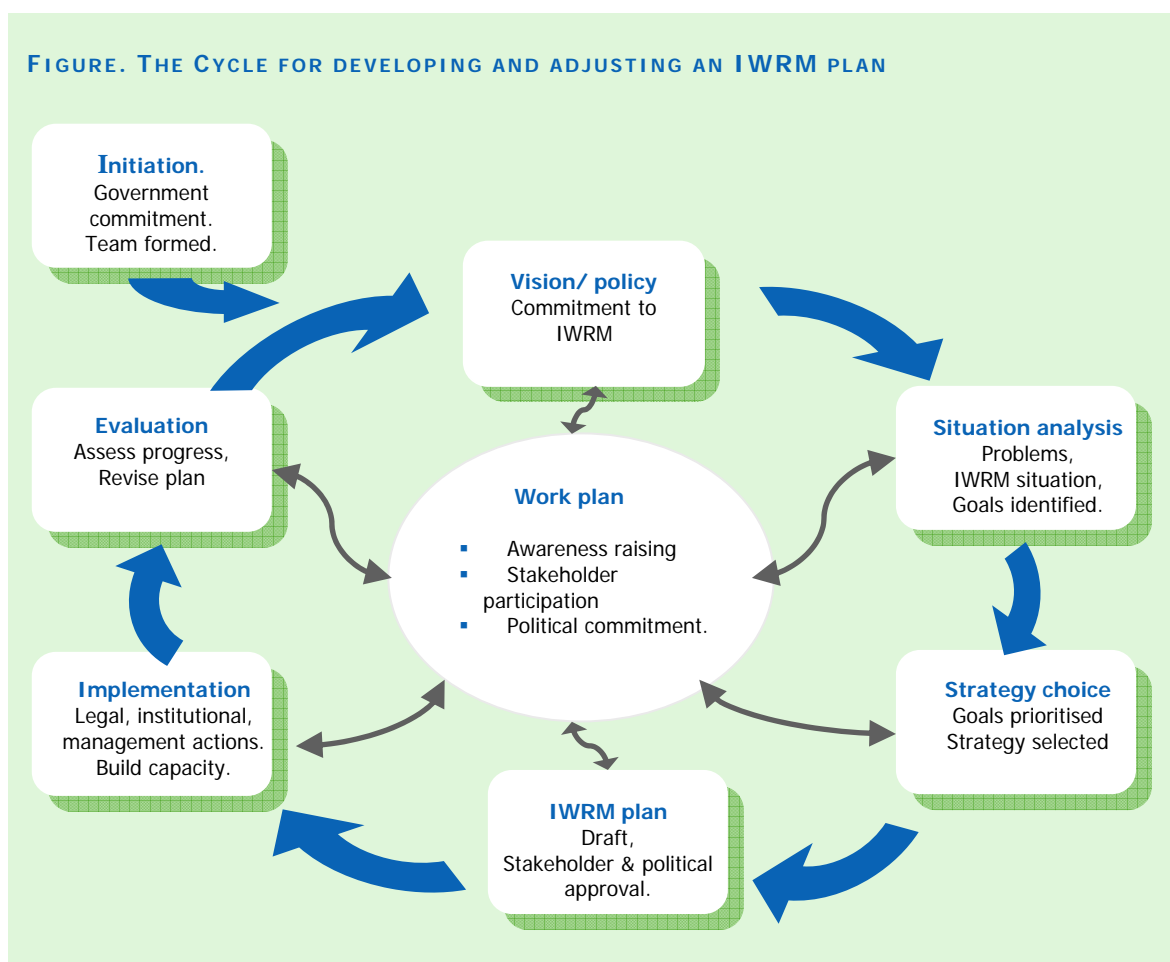 FIGURE. THE CYCLE FOR DEVELOPING AND ADJUSTING AN IWRM PLAN
Initiation.
Government
commitment.
Team formed.
Vision/ policy
Commitment to
IWRM
Evaluation
Assess progress,
Revise plan
Situation analysis
Problems,
IWRM situation,
Goals identified.
Work plan
▪ Awareness raising
▪ Stakeholder
participation
▪ Political commitment.
Implementation
Legal, institutional,
management actions.
Build capacity.
Strategy choice
Goals prioritised
Strategy selected
IWRM plan
Draft,
Stakeholder & political
approval.